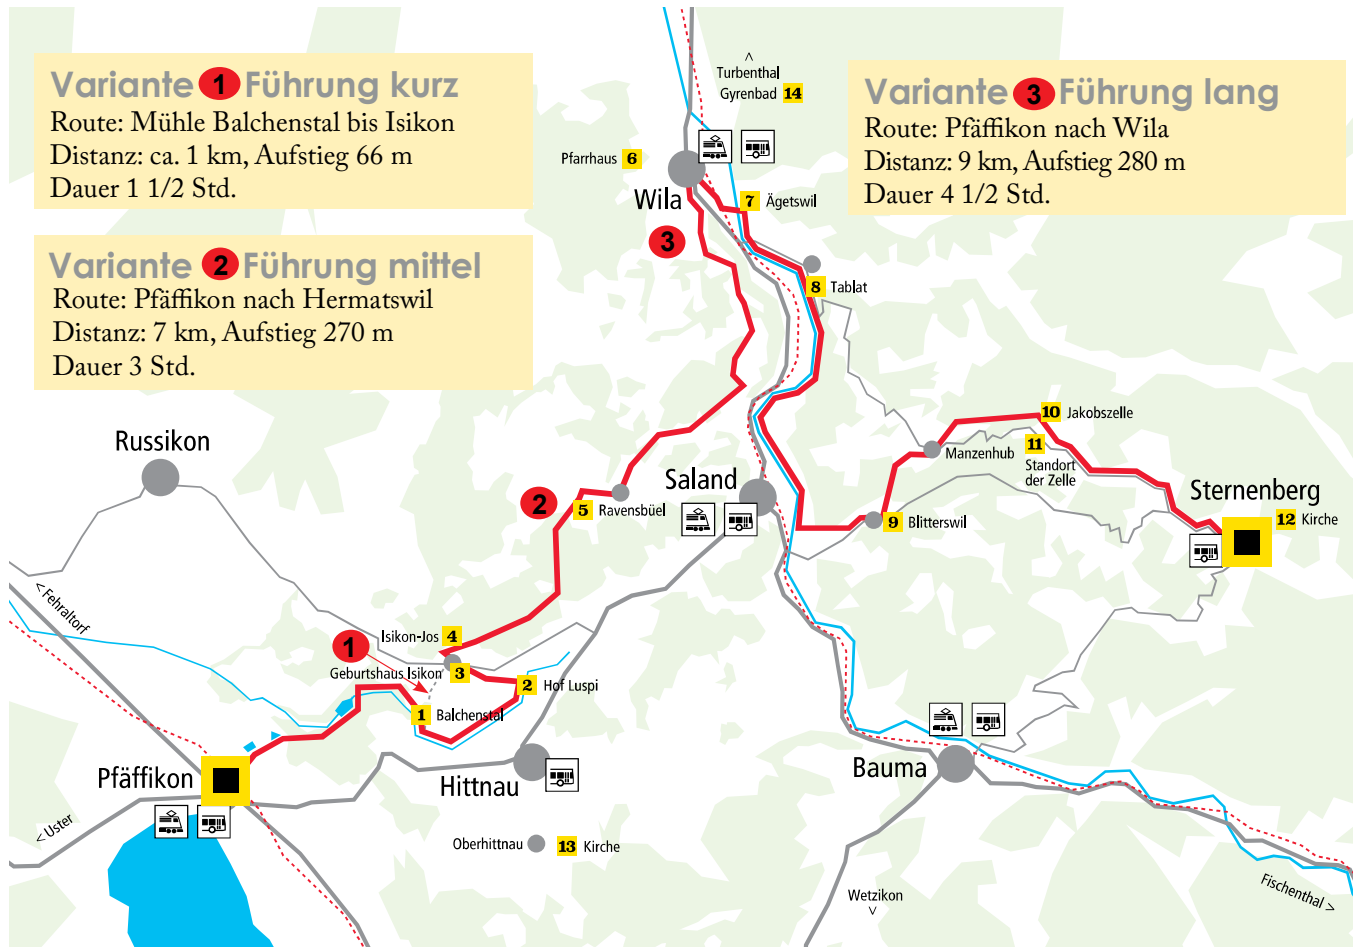 Variante 1 Führung kurz
Route: Mühle Balchenstal bis Isikon
Distanz: ca. 1 km, Aufstieg 66 m
Dauer 1 1/2 Std.
Variante 2 Führung mittel
Route: Pfäffikon nach Hermatswil
Distanz: 7 km, Aufstieg 270 m
Dauer 3 Std.
Variante 3 Führung lang
Route: Pfäffikon nach Wila
Distanz: 9 km, Aufstieg 280 m
Dauer 4 1/2 Std.
<
Turbenthal
Gyrenbad 14
Pfarrhaus 6
Wila
7 Ägetswil
3
8 Tablat
10 Jakobszelle
11
Standort
der Zelle
Manzenhub
Russikon
Saland
Sternenberg
12 Kirche
2
5 Ravensbüel
9 Blitterswil
< Fehraltorf
Isikon-Jos 4
1
Geburtshaus Isikon 3
2 Hof Luspi
1 Balchenstal
Pfäffikon
Hittnau
Bauma
< Uster
Oberhittnau 13 Kirche
Wetzikon
<
Fischenthal >